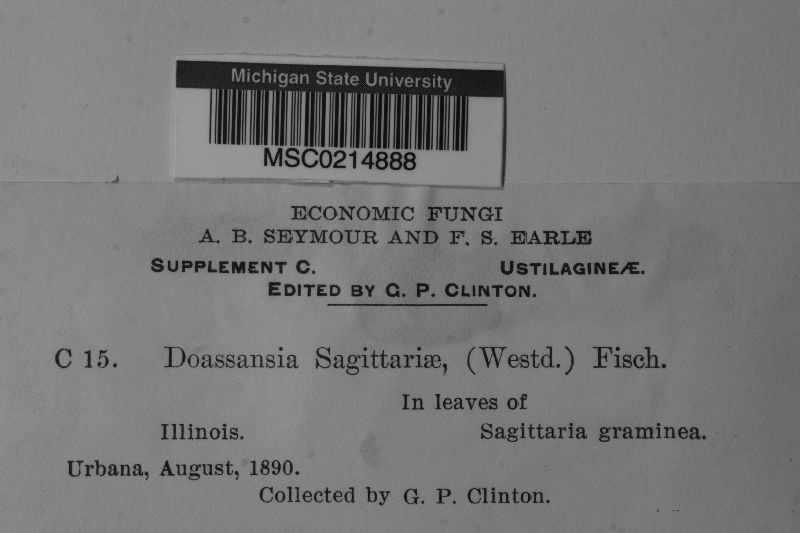 Michigan State University
MSC0214888
ECONOMIC FUNGI
A. B. SEYMOUR AND F. S. EARLE
SUPPLEMENT C. USTILAGINEÆ.
EDITED BY G. P. CLINTON.
C 15. Doassansia Sagittariæ, (Westd.) Fisch.
In leaves of
Illinois. Sagittaria graminea.
Urbana, August, 1890.
Collected by G. P. Clinton.